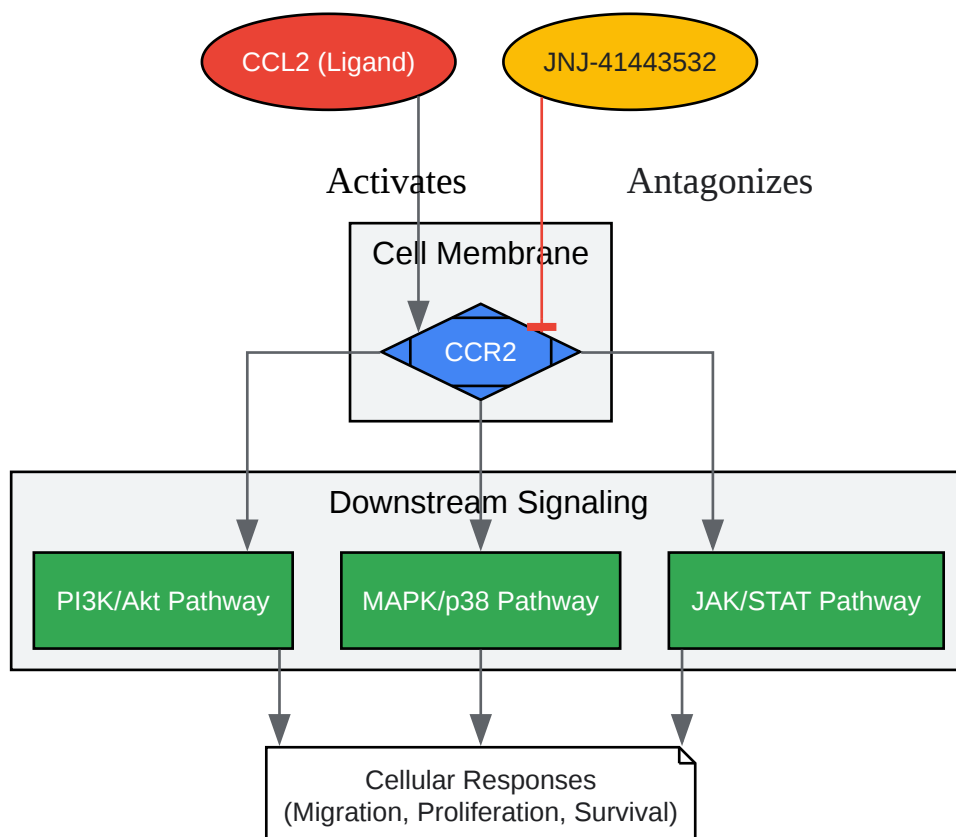 CCL2 (Ligand)
JNJ-41443532
Activates
Antagonizes
Cell Membrane
CCR2
Downstream Signaling
PI3K/Akt Pathway
MAPK/p38 Pathway
JAK/STAT Pathway
Cellular Responses
(Migration, Proliferation, Survival)